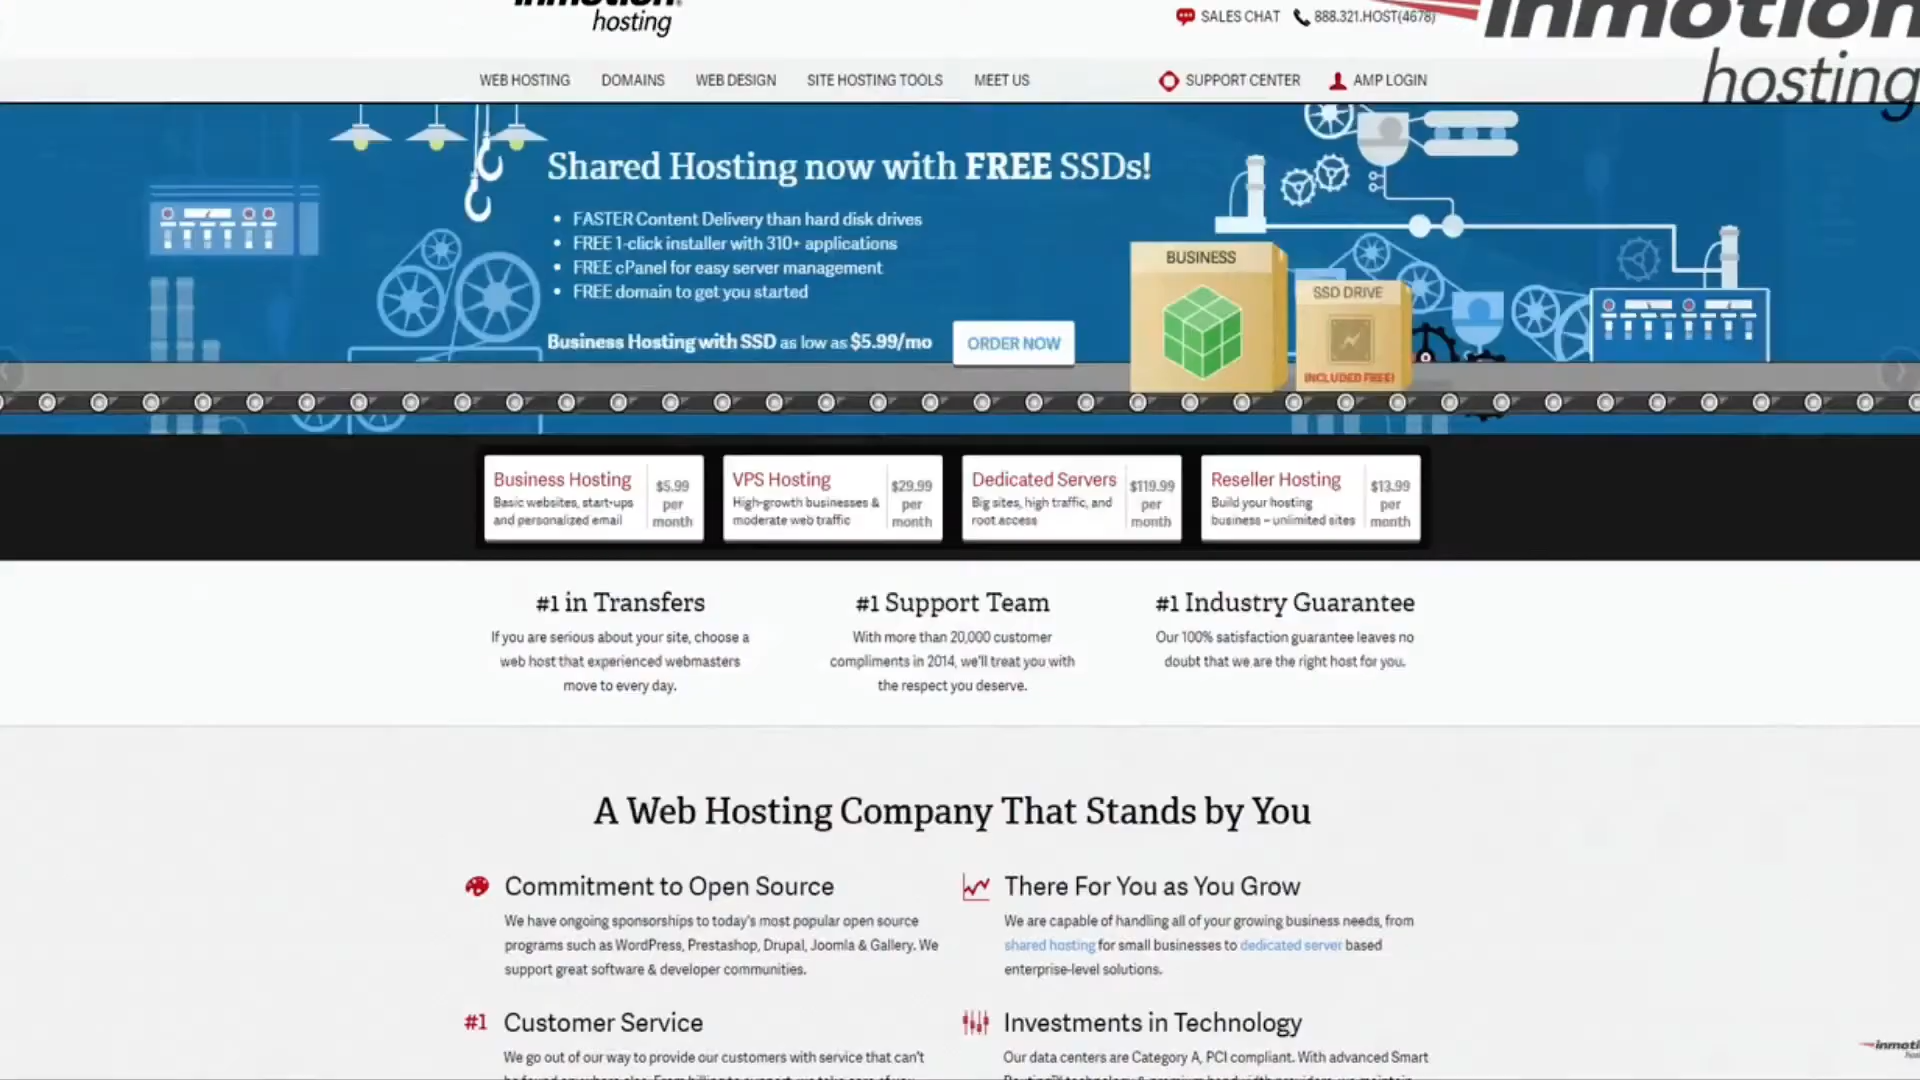 inmotion
hosting
SALES CHAT
888.321.HOST(4678)
inmotion
hosting
WEB HOSTING
DOMAINS
WEB DESIGN
SITE HOSTING TOOLS
MEET US
SUPPORT CENTER
AMP LOGIN
Shared Hosting now with FREE SSDs!
• FASTER Content Delivery than hard disk drives
• FREE 1-click installer with 310+ applications
• FREE cPanel for easy server management
• FREE domain to get you started
Business Hosting with SSD as low as $5.99/mo
ORDER NOW
BUSINESS
SSD DRIVE
INCLUDED FREE!
Business Hosting
Basic websites, start-ups
and personalized email
$5.99
per
month
VPS Hosting
High-growth businesses &
moderate web traffic
$29.99
per
month
Dedicated Servers
Big sites, high traffic, and
root access
$119.99
per
month
Reseller Hosting
Build your hosting
business – unlimited sites
$13.99
per
month
#1 in Transfers
If you are serious about your site, choose a
web host that experienced webmasters
move to every day.
#1 Support Team
With more than 20,000 customer
compliments in 2014, we'll treat you with
the respect you deserve.
#1 Industry Guarantee
Our 100% satisfaction guarantee leaves no
doubt that we are the right host for you.
A Web Hosting Company That Stands by You
Commitment to Open Source
We have ongoing sponsorships to today's most popular open source
programs such as WordPress, Prestashop, Drupal, Joomla & Gallery. We
support great software & developer communities.
There For You as You Grow
We are capable of handling all of your growing business needs, from
shared hosting for small businesses to dedicated server based
enterprise-level solutions.
#1 Customer Service
We go out of our way to provide our customers with service that can't
Investments in Technology
Our data centers are Category A, PCI compliant. With advanced Smart